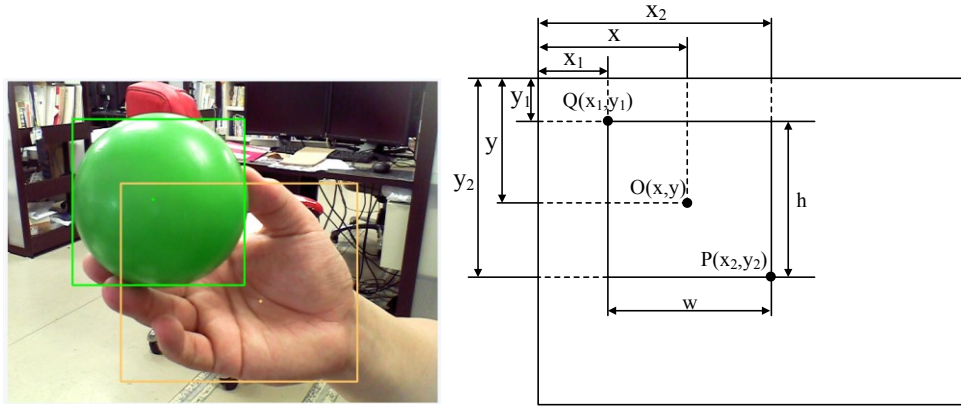 x₂
x
x₁
y₁
Q(x₁,y₁)
y
O(x,y)
y₂
h
P(x₂,y₂)
w